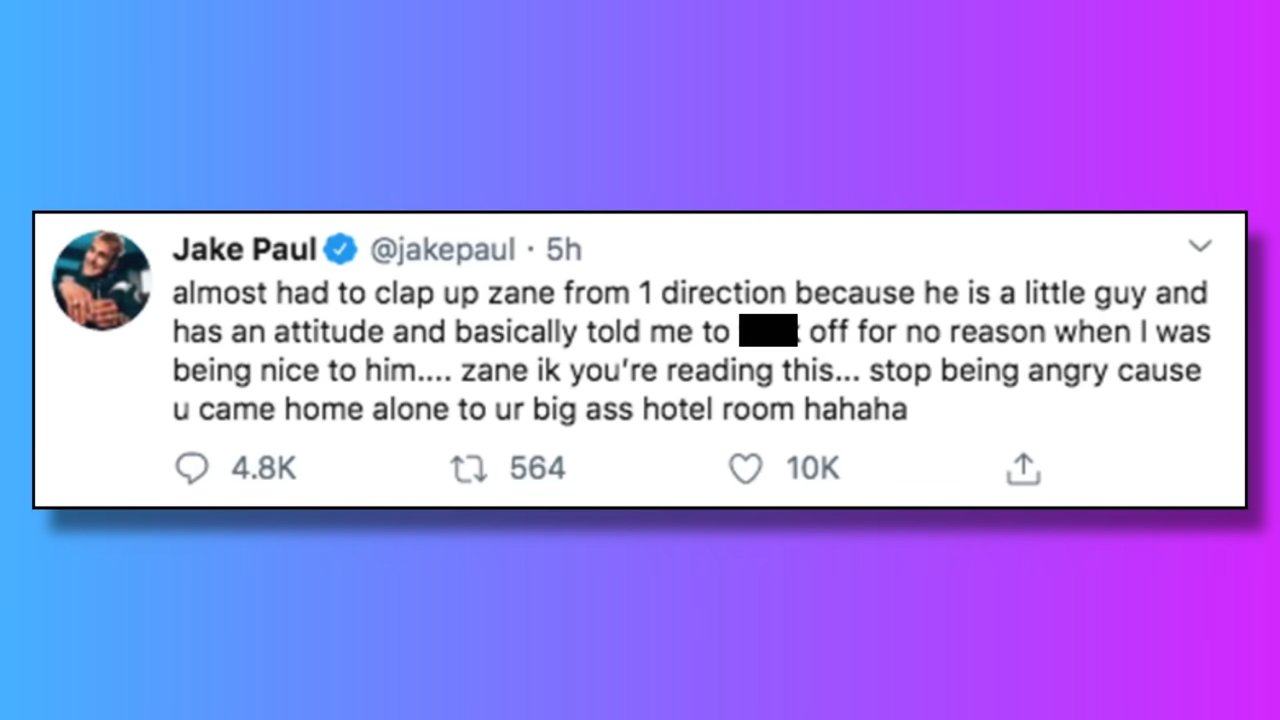 Jake Paul @jakepaul · 5h
almost had to clap up zane from 1 direction because he is a little guy and
has an attitude and basically told me to off for no reason when I was
being nice to him.... zane ik you're reading this... stop being angry cause
u came home alone to ur big ass hotel room hahaha
4.8K 564 10K